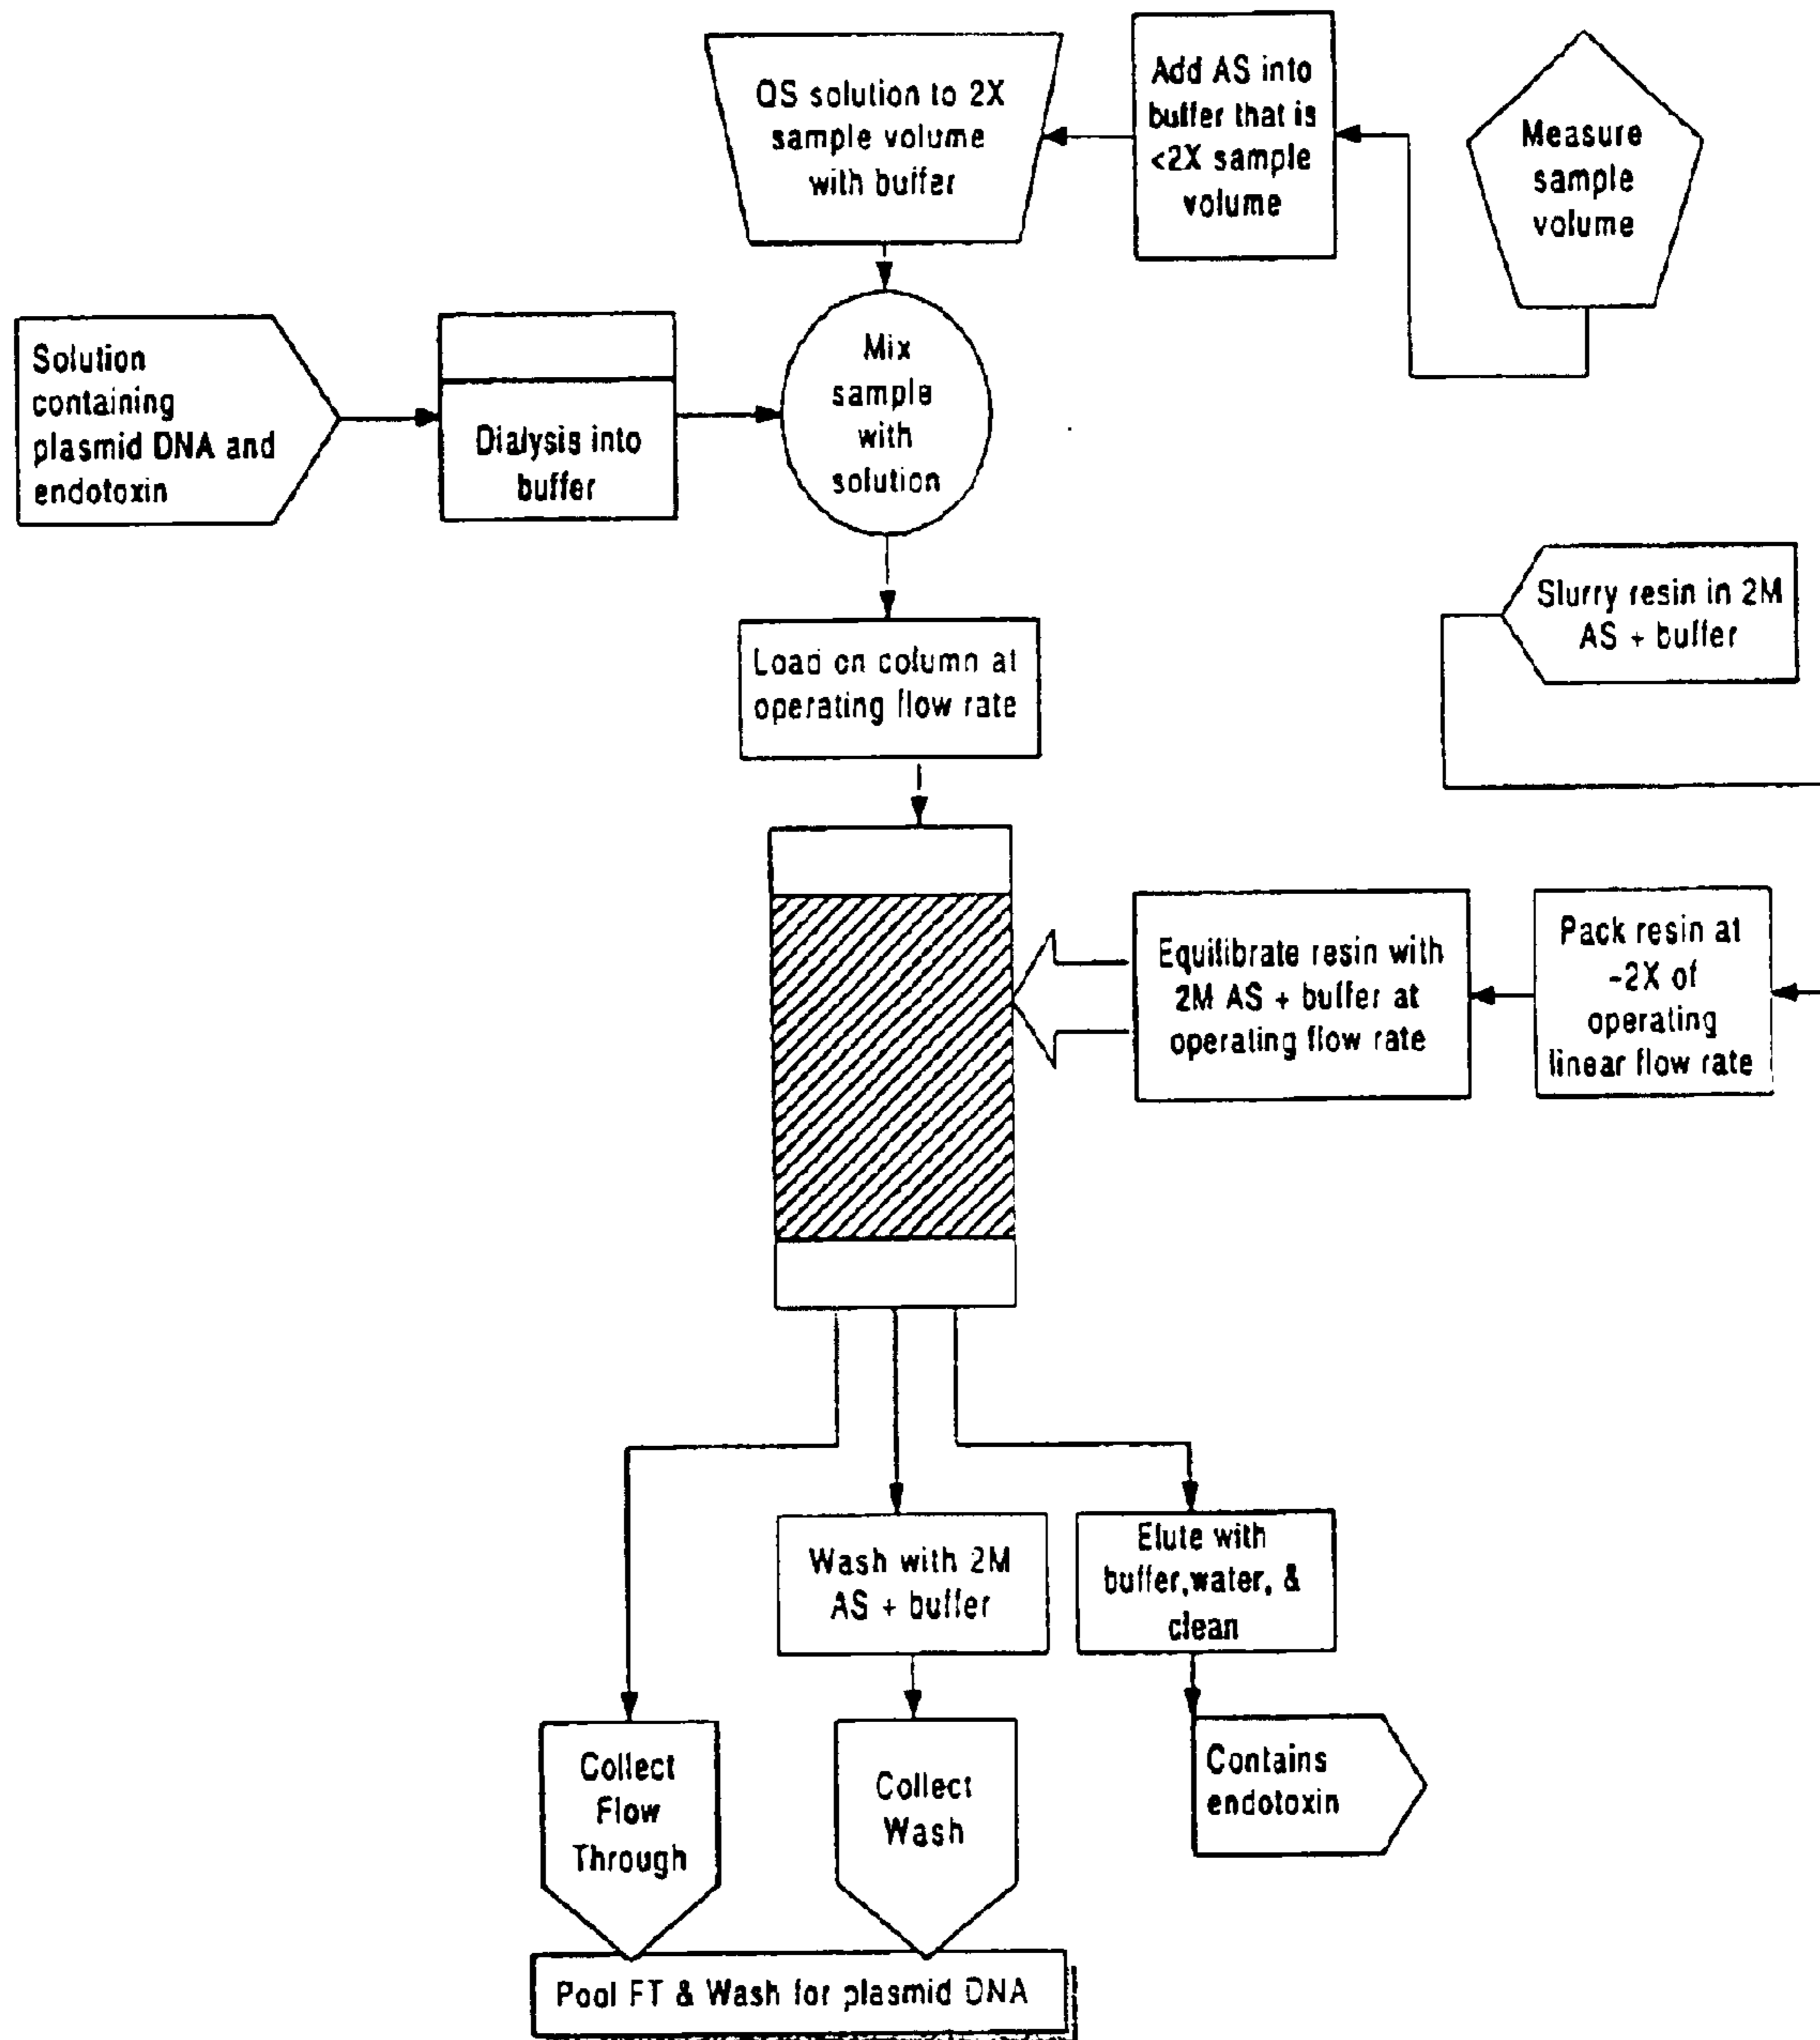 QS solution to 2X
sample volume
with buffer
Add AS into
buffer that is
<2X sample
volume
Measure
sample
volume
Solution
containing
plasmid DNA and
endotoxin
Dialysis into
buffer
Mix
sample
with
solution
Slurry resin in 2M
AS + buffer
Load on column at
operating flow rate
Equilibrate resin with
2M AS + buffer at
operating flow rate
Pack resin at
~2X of
operating
linear flow rate
Wash with 2M
AS + buffer
Elute with
buffer,water, &
clean
Collect
Flow
Through
Collect
Wash
Contains
endotoxin
Pool FT & Wash for plasmid DNA